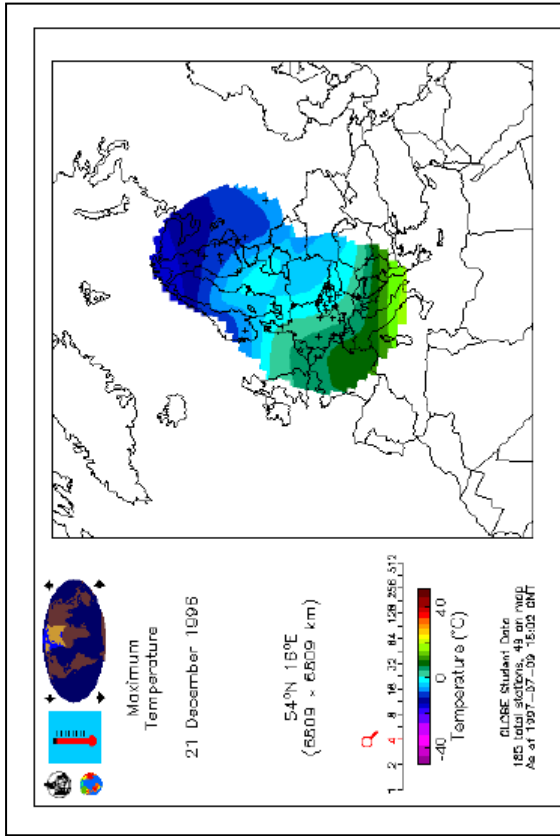 Maximum
Temperature
21 December 1996
54°N 16°E
(6809 × 6809 km)
1 2 4 8 16 32 64 128 256 512
-40 0 40
Temperature (°C)
GLOBE Student Data
185 total stations, 49 on map
As of 1997-07-09 18:02 GMT